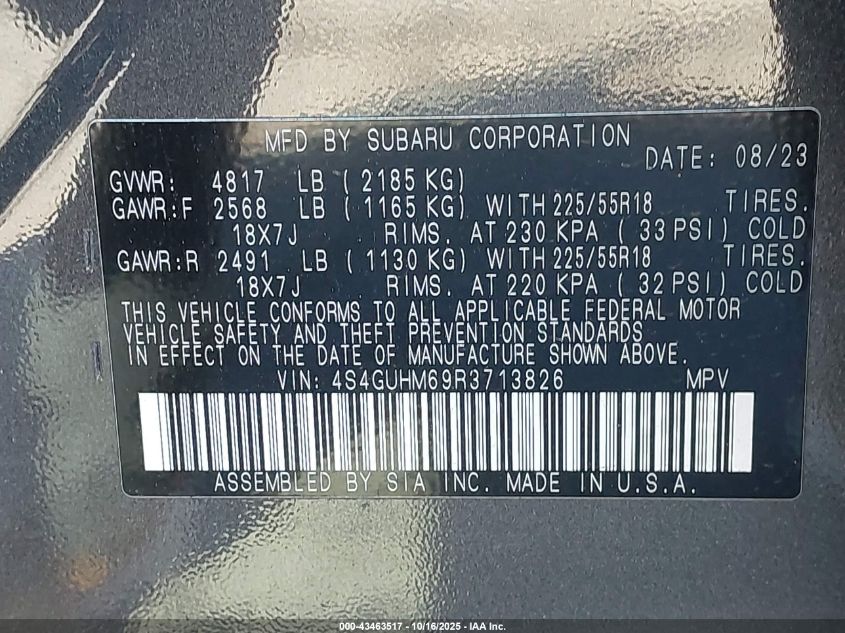 MFD BY SUBARU CORPORATION
DATE: 08/23
GVWR: 4817 LB ( 2185 KG)
GAWR:F 2568 LB ( 1165 KG) WITH 225/55R18 TIRES.
18X7J RIMS. AT 230 KPA ( 33 PSI) COLD
GAWR:R 2491 LB ( 1130 KG) WITH 225/55R18 TIRES.
18X7J RIMS. AT 220 KPA ( 32 PSI) COLD
THIS VEHICLE CONFORMS TO ALL APPLICABLE FEDERAL MOTOR
VEHICLE SAFETY AND THEFT PREVENTION STANDARDS
IN EFFECT ON THE DATE OF MANUFACTURE SHOWN ABOVE.
VIN: 4S4GUHM69R3713826 MPV
ASSEMBLED BY SIA INC. MADE IN U.S.A.
000-43463517 - 10/16/2025 - IAA Inc.